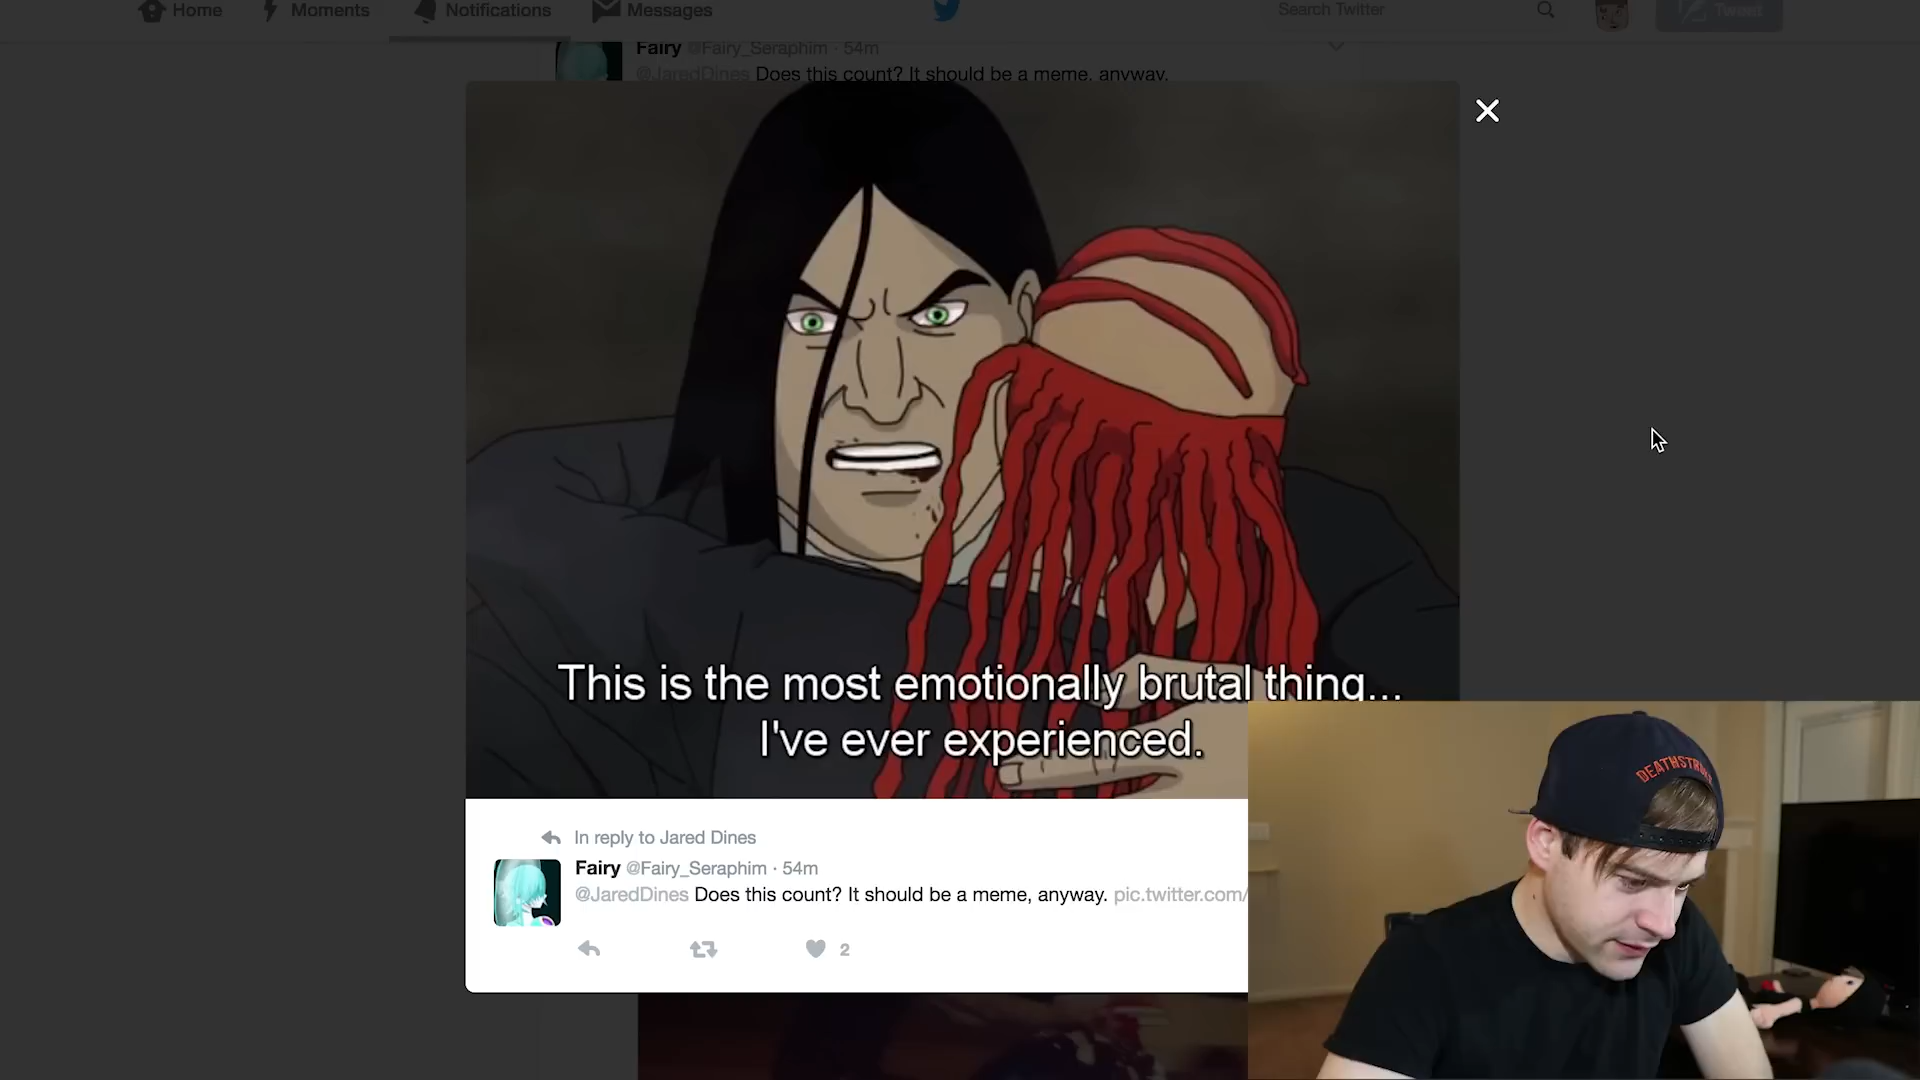 Home
Moments
Notifications
Messages
Search Twitter
Tweet
Fairy @Fairy_Seraphim · 54m
@JaredDines Does this count? It should be a meme, anyway.
This is the most emotionally brutal thing...
I've ever experienced.
In reply to Jared Dines
Fairy @Fairy_Seraphim · 54m
@JaredDines Does this count? It should be a meme, anyway. pic.twitter.com/
2